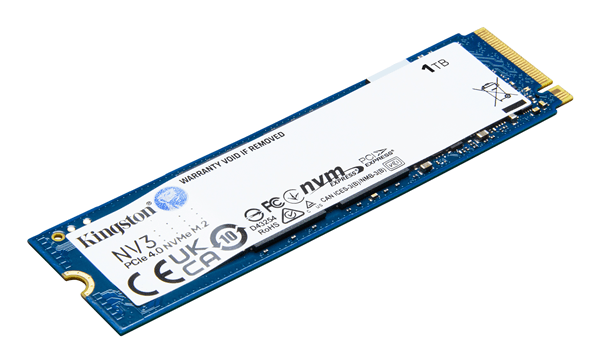 1TB
WARRANTY VOID IF REMOVED
Kingston
NV3
PCIe 4.0 NVMe M.2
CE UK CA 10
FC
D43254
RoHS
nvm
EXPRESS
PCI
EXPRESS®
CAN ICES-3(B)/NMB-3(B)